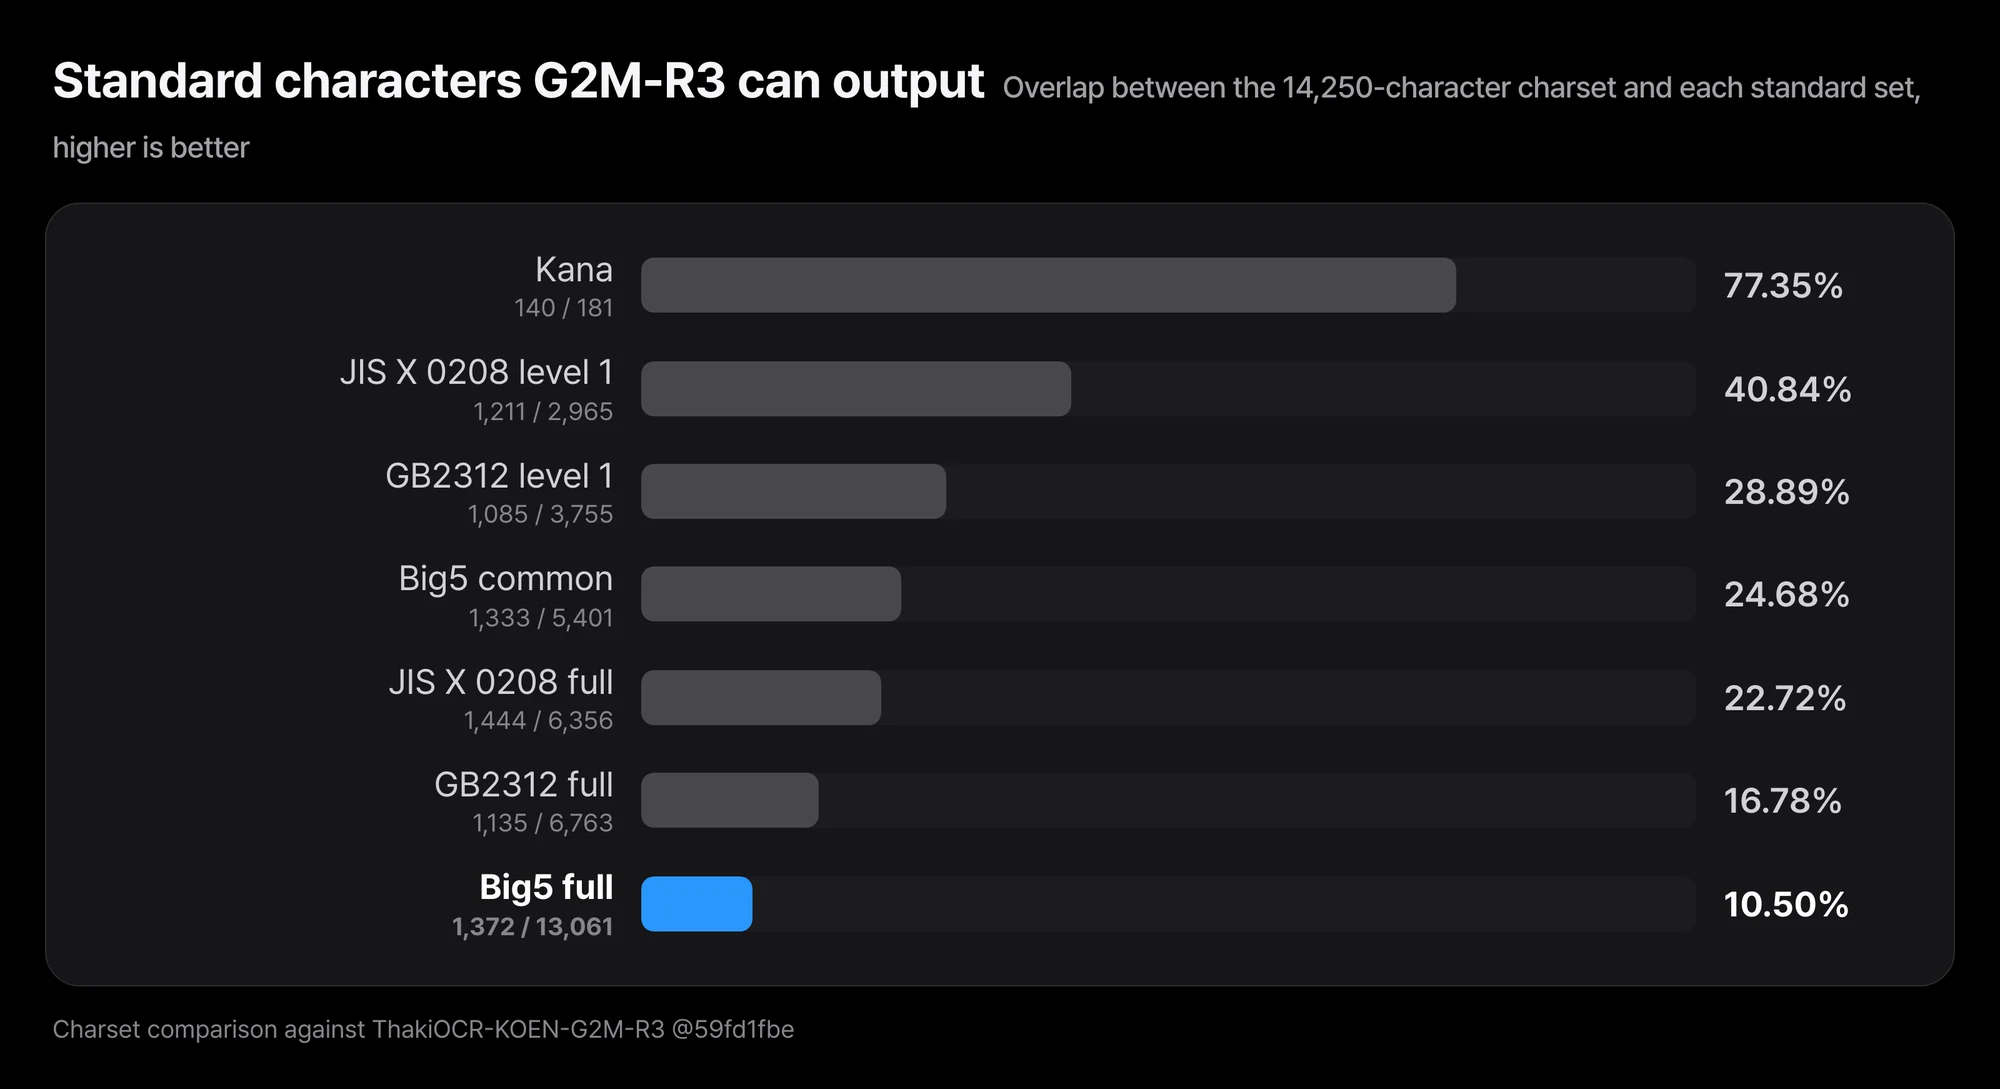 Standard characters G2M-R3 can output Overlap between the 14,250-character charset and each standard set,
higher is better
Kana
140 / 181
77.35%
JIS X 0208 level 1
1,211 / 2,965
40.84%
GB2312 level 1
1,085 / 3,755
28.89%
Big5 common
1,333 / 5,401
24.68%
JIS X 0208 full
1,444 / 6,356
22.72%
GB2312 full
1,135 / 6,763
16.78%
Big5 full
1,372 / 13,061
10.50%
Charset comparison against ThakiOCR-KOEN-G2M-R3 @59fd1fbe